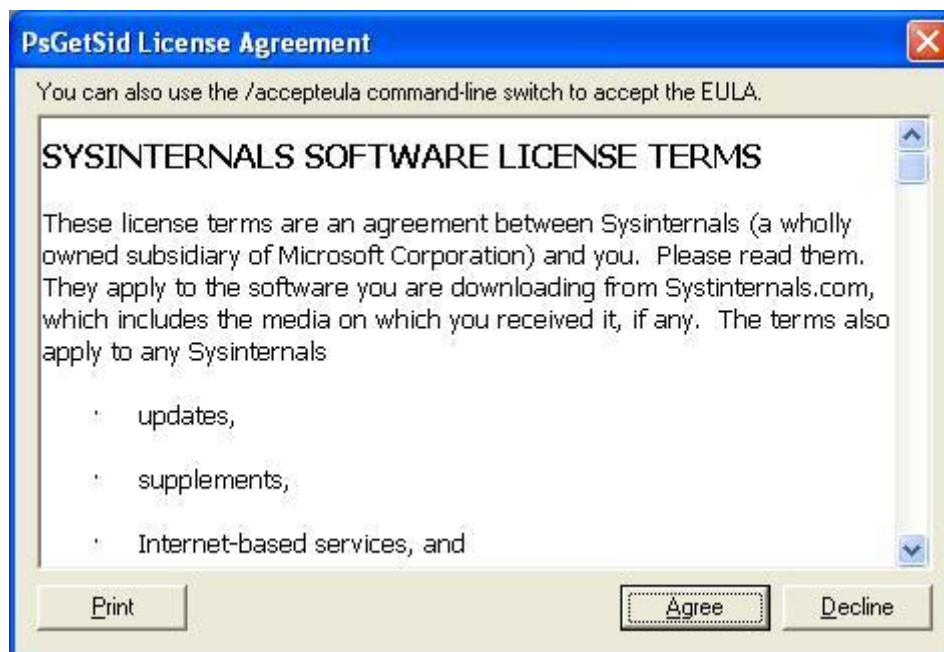 PsGetSid License Agreement
You can also use the /accepteula command-line switch to accept the EULA.
SYSINTERNALS SOFTWARE LICENSE TERMS
These license terms are an agreement between Sysinternals (a wholly
owned subsidiary of Microsoft Corporation) and you.  Please read them.
They apply to the software you are downloading from Systinternals.com,
which includes the media on which you received it, if any.  The terms also
apply to any Sysinternals
· updates,
· supplements,
· Internet-based services, and
Print Agree Decline